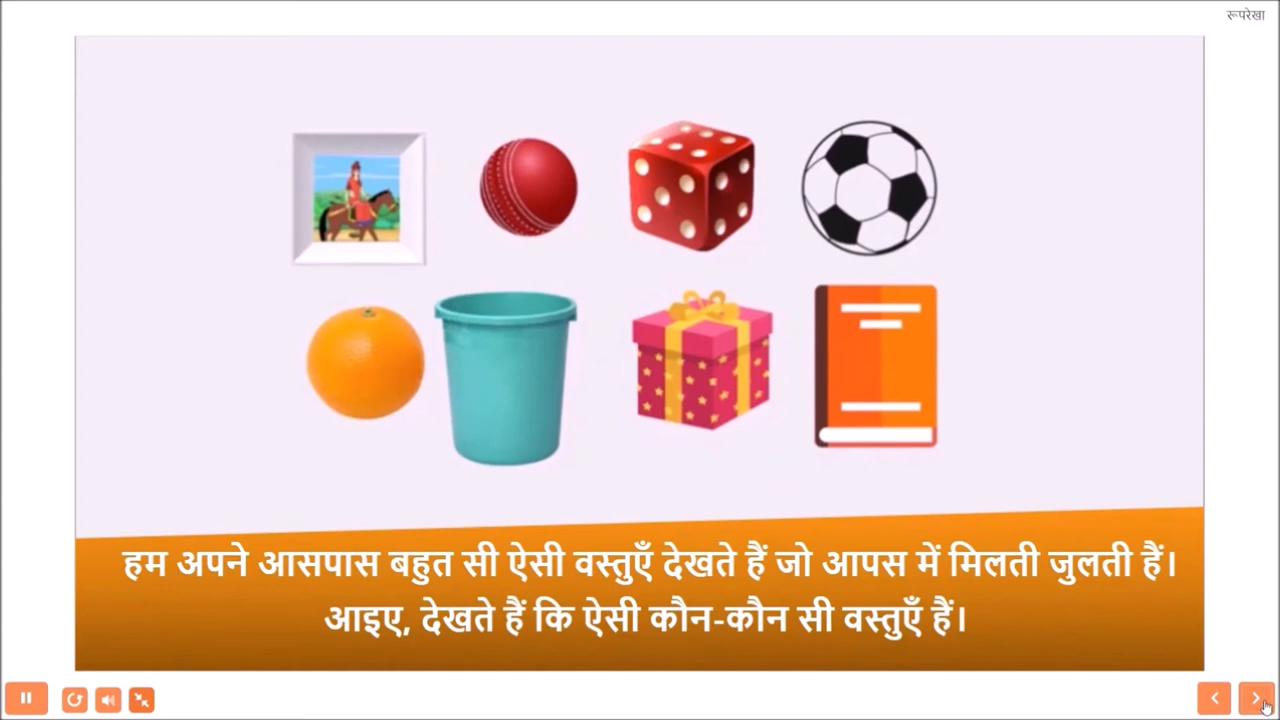 रूपरेखा
हम अपने आसपास बहुत सी ऐसी वस्तुएँ देखते हैं जो आपस में मिलती जुलती हैं।
आइए, देखते हैं कि ऐसी कौन-कौन सी वस्तुएँ हैं।